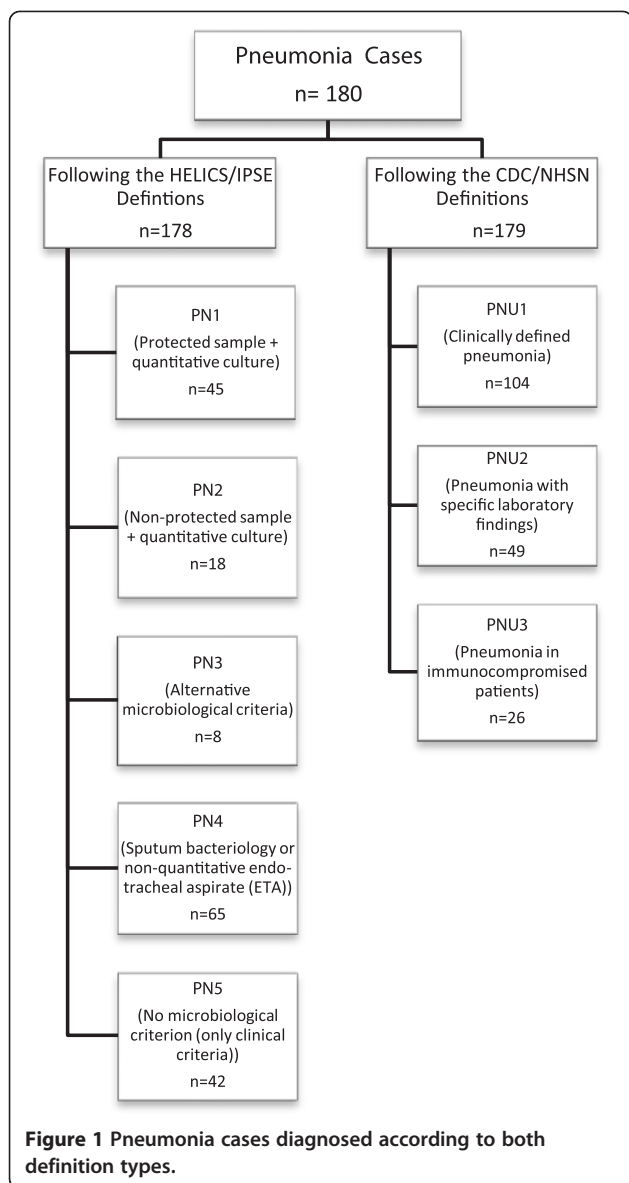 Pneumonia Cases
n= 180
Following the HELICS/IPSE
Defintions
n=178
PN1
(Protected sample +
quantitative culture)
n=45
PN2
(Non-protected sample
+ quantitative culture)
n=18
PN3
(Alternative
microbiological criteria)
n=8
PN4
(Sputum bacteriology or
non-quantitative endo-
tracheal aspirate (ETA))
n=65
PN5
(No microbiological
criterion (only clinical
criteria))
n=42
Following the CDC/NHSN
Definitions
n=179
PNU1
(Clinically defined
pneumonia)
n=104
PNU2
(Pneumonia with
specific laboratory
findings)
n=49
PNU3
(Pneumonia in
immunocompromised
patients)
n=26
Figure 1 Pneumonia cases diagnosed according to both
definition types.